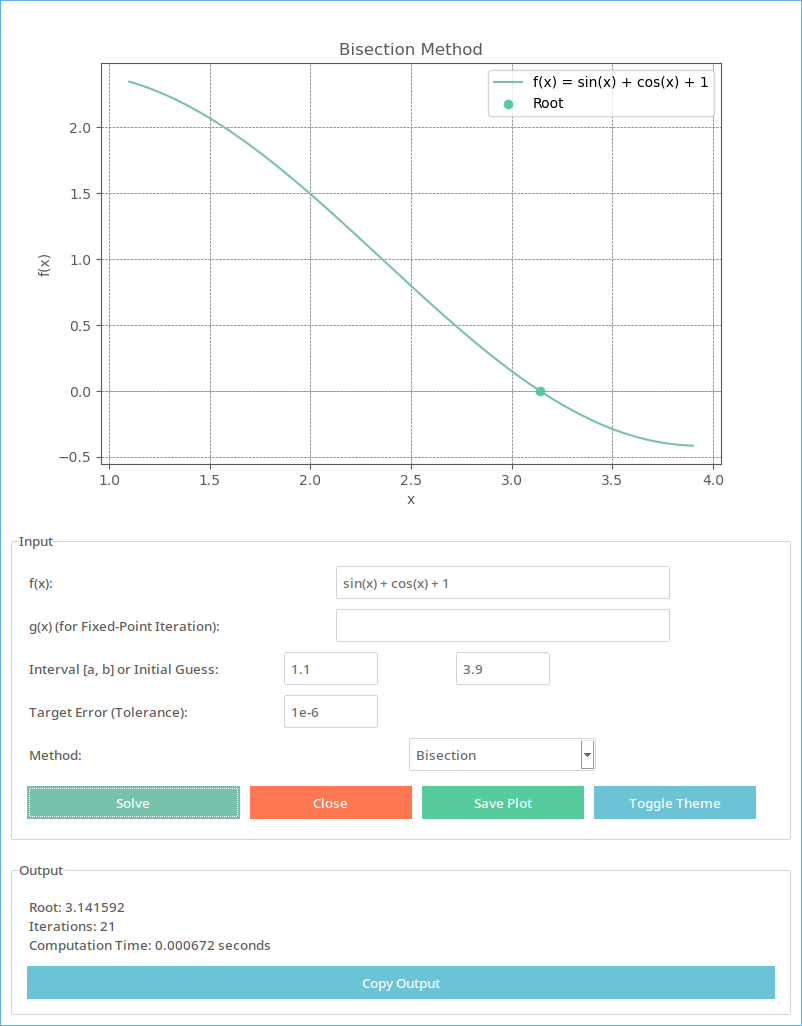 Bisection Method
f(x) = sin(x) + cos(x) + 1
Root
2.0
1.5
1.0
0.5
0.0
−0.5
f(x)
1.0 1.5 2.0 2.5 3.0 3.5 4.0
x
Input
f(x): sin(x) + cos(x) + 1
g(x) (for Fixed-Point Iteration):
Interval [a, b] or Initial Guess: 1.1 3.9
Target Error (Tolerance): 1e-6
Method: Bisection
Solve Close Save Plot Toggle Theme
Output
Root: 3.141592
Iterations: 21
Computation Time: 0.000672 seconds
Copy Output